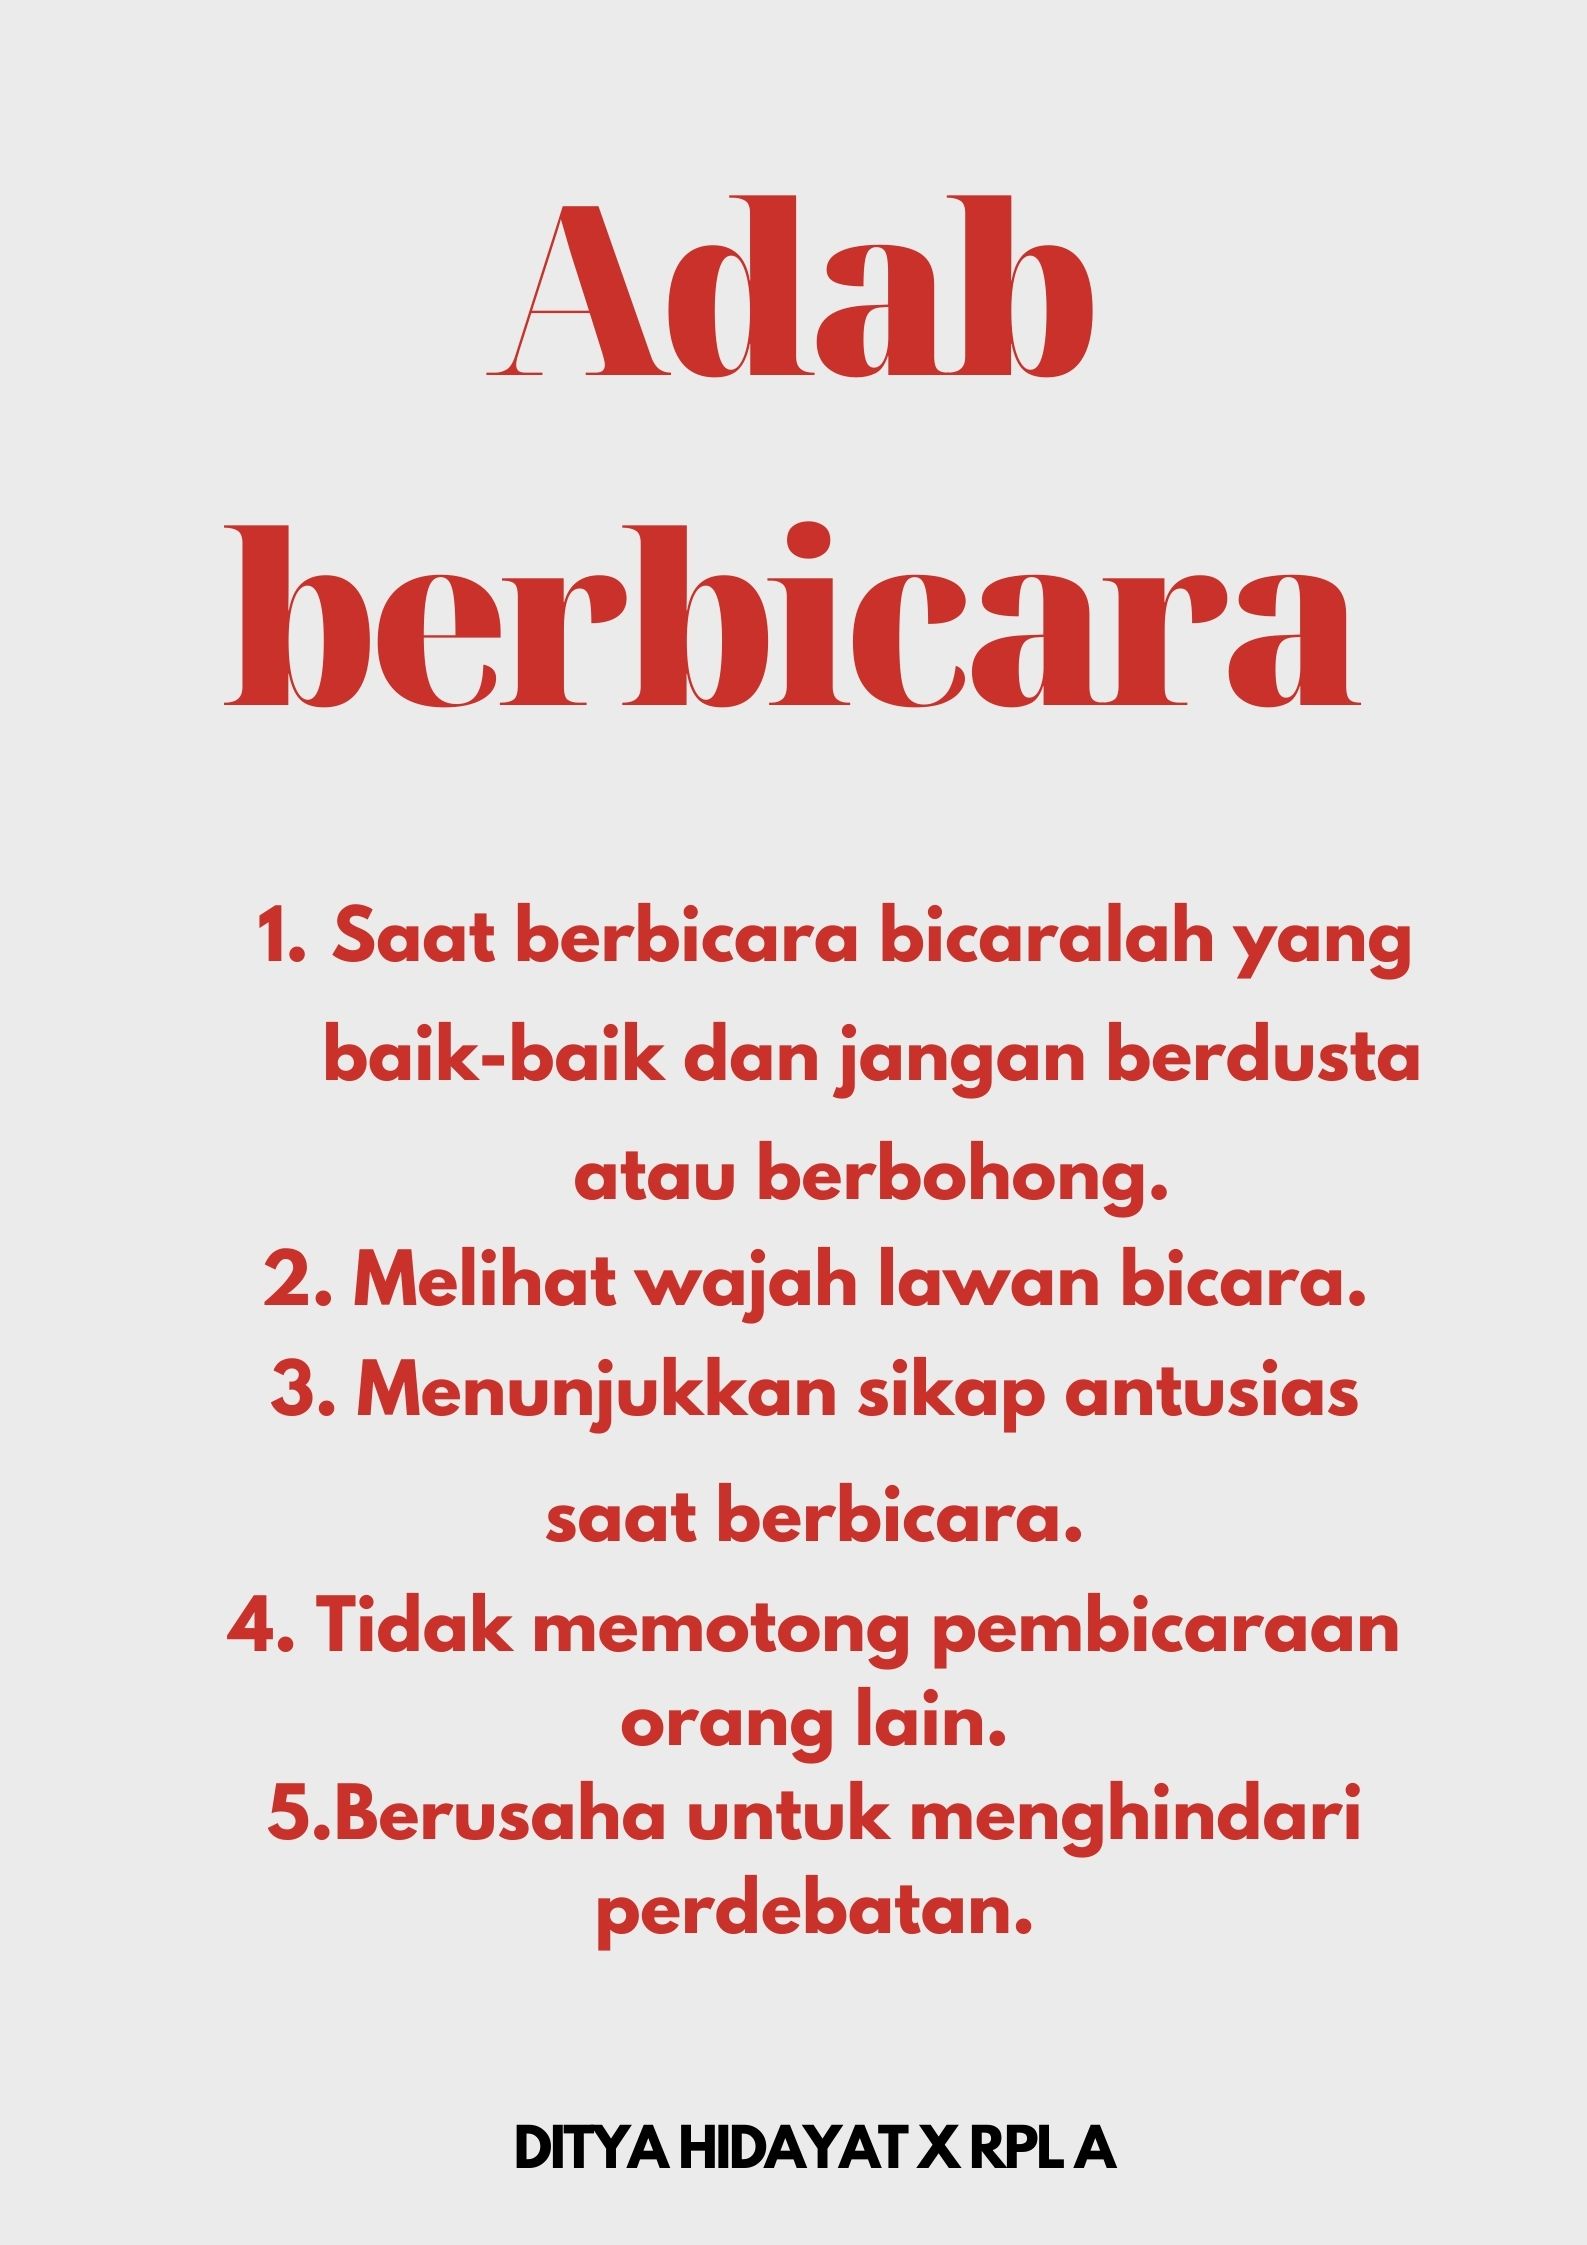 Adab
berbicara
1. Saat berbicara bicaralah yang
baik-baik dan jangan berdusta
atau berbohong.
2. Melihat wajah lawan bicara.
3. Menunjukkan sikap antusias
saat berbicara.
4. Tidak memotong pembicaraan
orang lain.
5.Berusaha untuk menghindari
perdebatan.
DITYA HIDAYAT X RPL A